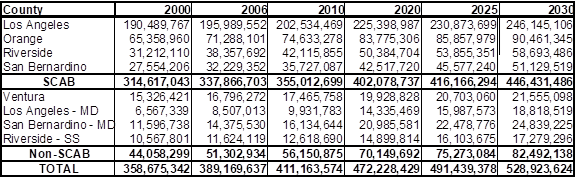 County 2000 2006 2010 2020 2025 2030
Los Angeles 190,489,767 195,989,552 202,534,469 225,398,987 230,873,699 246,145,106
Orange 65,358,960 71,288,101 74,633,278 83,775,306 85,857,979 90,461,345
Riverside 31,212,110 38,357,692 42,115,855 50,384,704 53,855,351 58,693,486
San Bernardino 27,554,206 32,229,352 35,727,087 42,517,720 45,577,240 51,129,519
SCAB 314,617,043 337,866,703 355,012,699 402,078,737 416,166,294 446,431,486
Ventura 15,326,421 16,796,272 17,465,758 19,928,828 20,703,060 21,555,098
Los Angeles - MD 6,567,339 8,507,013 9,931,783 14,335,469 15,987,573 18,818,519
San Bernardino - MD 11,596,738 14,375,530 16,134,644 20,985,581 22,478,776 24,839,225
Riverside - SS 10,567,801 11,624,119 12,618,690 14,899,814 16,103,675 17,279,296
Non-SCAB 44,058,299 51,302,934 56,150,875 70,149,692 75,273,084 82,492,138
TOTAL 358,675,342 389,169,637 411,163,574 472,228,429 491,439,378 528,923,624